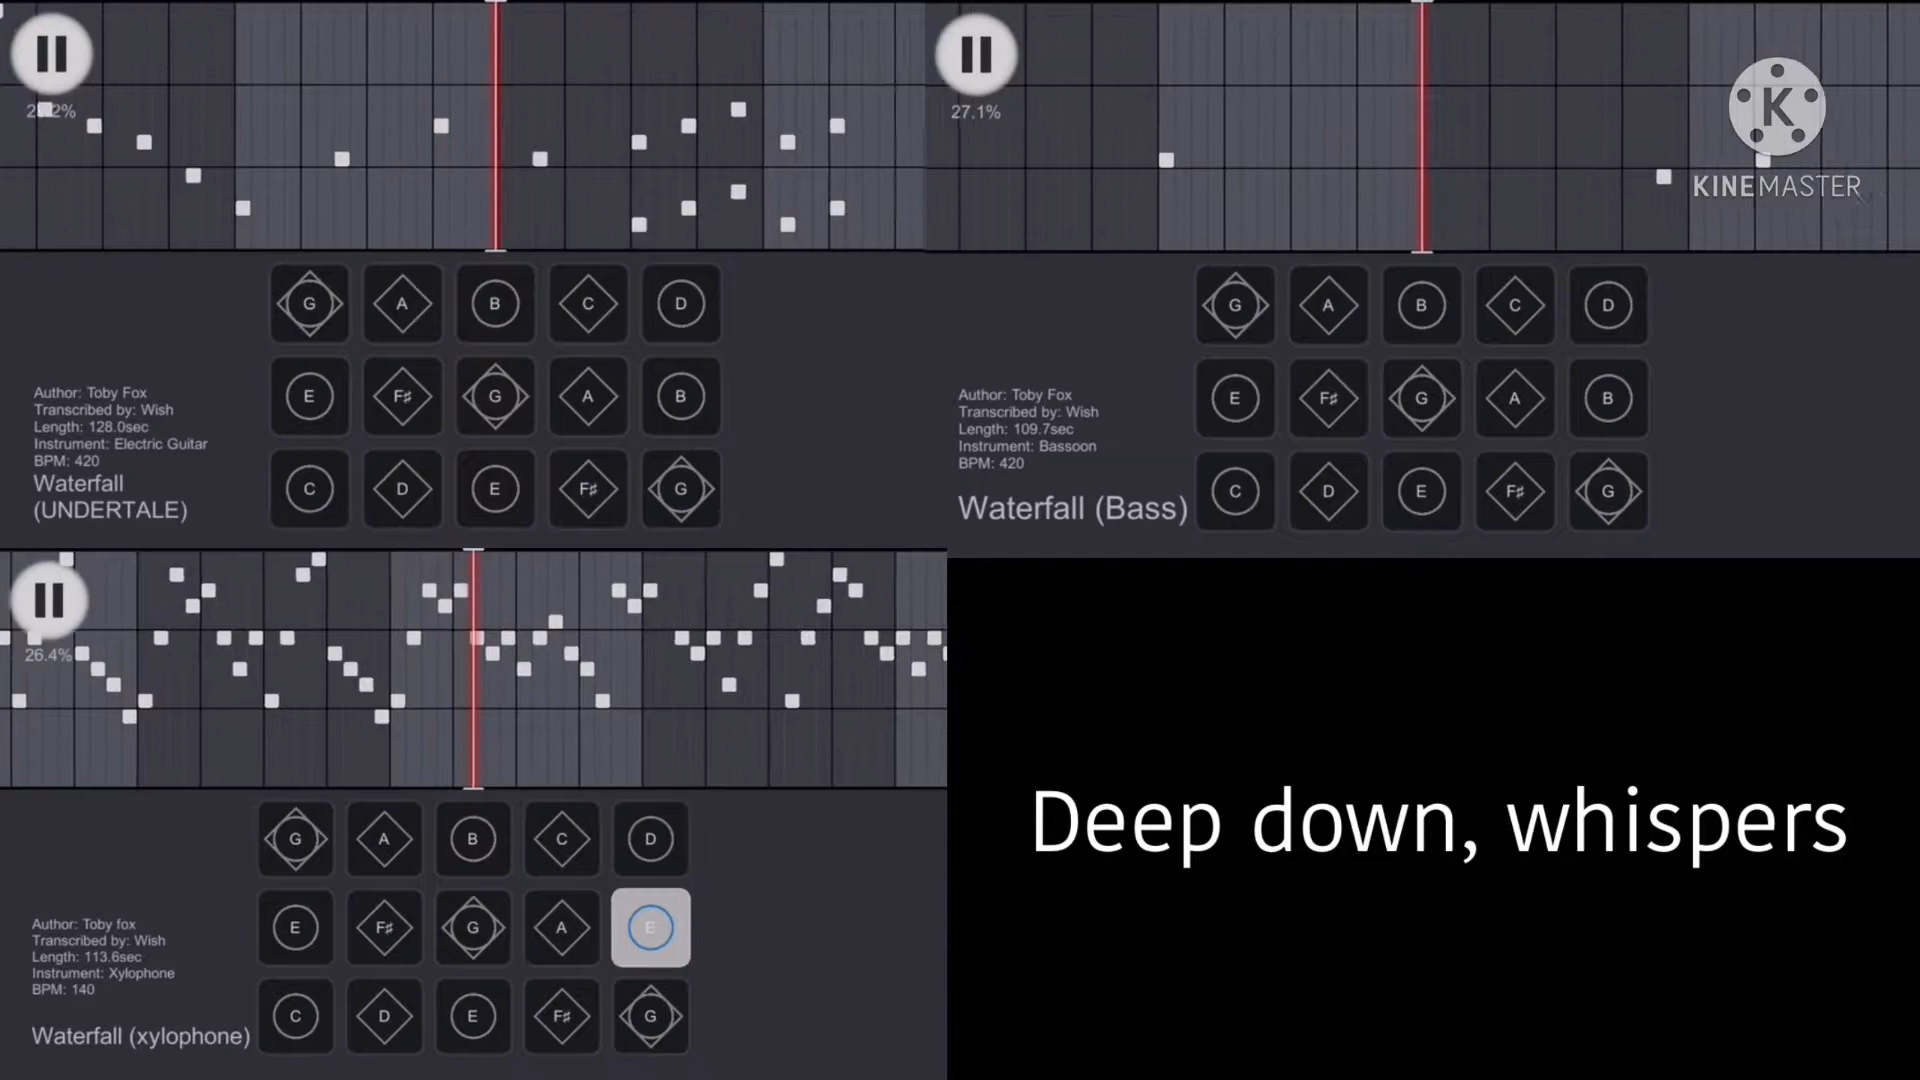 27.1%
KINEMASTER
G A B C D
E F♯ G A B
C D E F♯ G
Author: Toby Fox
Transcribed by: Wish
Length: 128.0sec
Instrument: Electric Guitar
BPM: 420
Waterfall
(UNDERTALE)
G A B C D
E F♯ G A B
C D E F♯ G
Author: Toby Fox
Transcribed by: Wish
Length: 109.7sec
Instrument: Bassoon
BPM: 420
Waterfall (Bass)
26.4%
G A B C D
E F♯ G A E
C D E F♯ G
Author: Toby fox
Transcribed by: Wish
Length: 113.6sec
Instrument: Xylophone
BPM: 140
Waterfall (xylophone)
Deep down, whispers